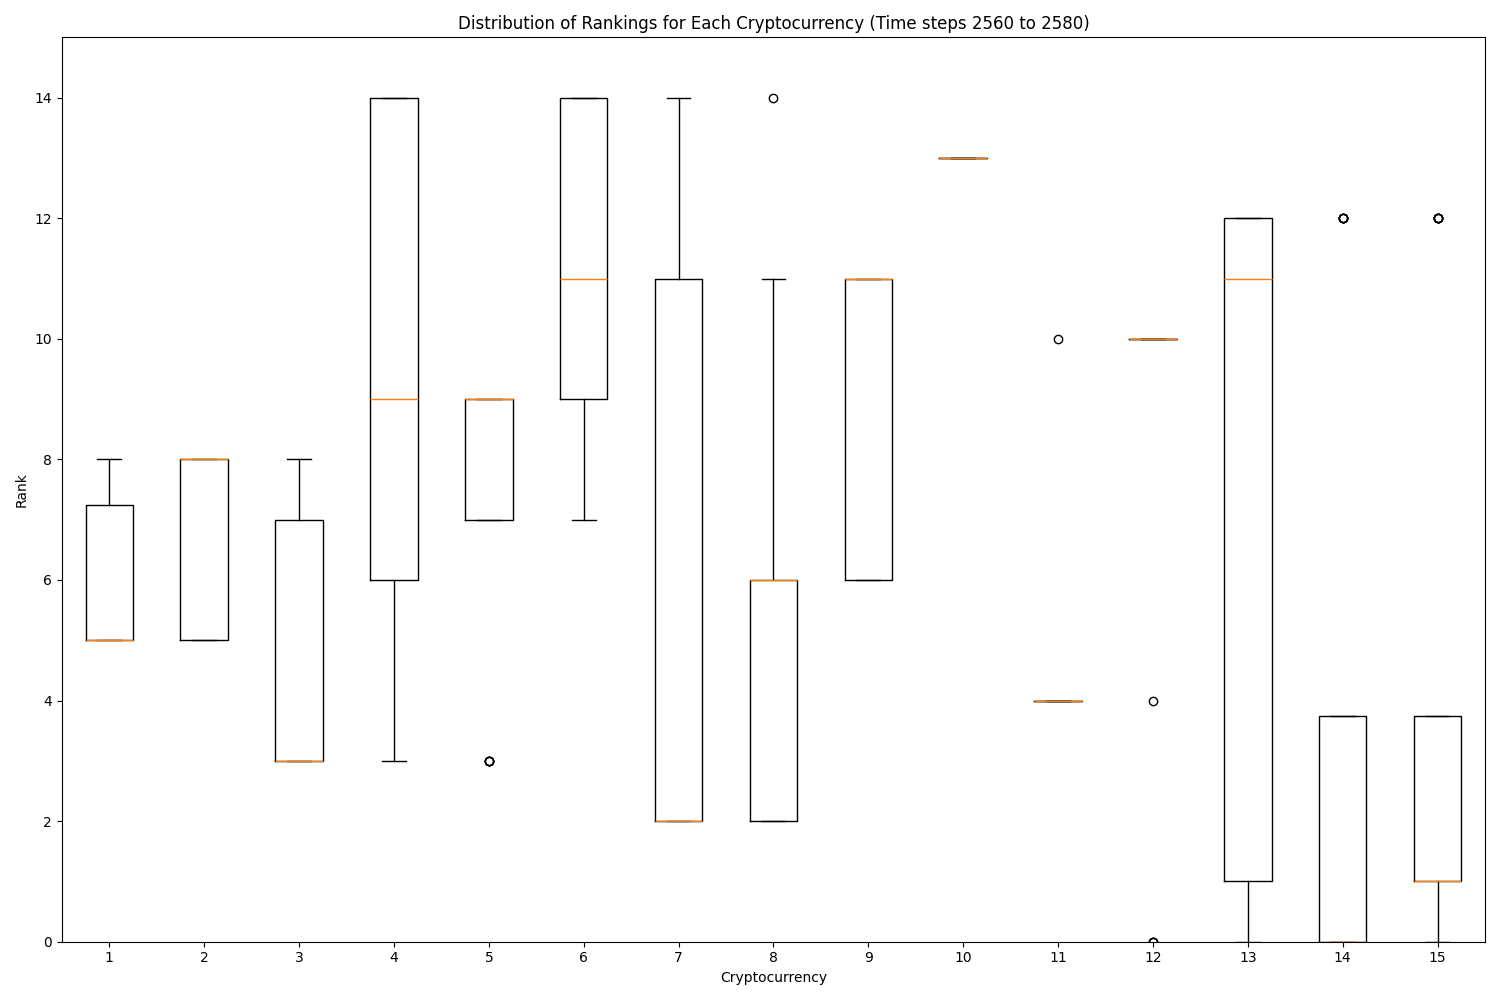 Distribution of Rankings for Each Cryptocurrency (Time steps 2560 to 2580)
14
12
10
8
6
4
2
0
Rank
1 2 3 4 5 6 7 8 9 10 11 12 13 14 15
Cryptocurrency